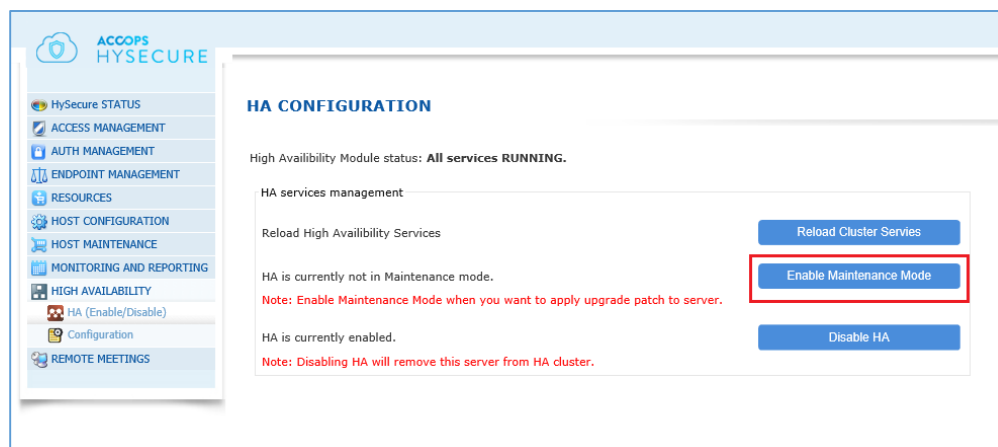 ACCOPS
HYSECURE
HySecure STATUS
ACCESS MANAGEMENT
AUTH MANAGEMENT
ENDPOINT MANAGEMENT
RESOURCES
HOST CONFIGURATION
HOST MAINTENANCE
MONITORING AND REPORTING
HIGH AVAILABILITY
HA (Enable/Disable)
Configuration
REMOTE MEETINGS
HA CONFIGURATION
High Availibility Module status: All services RUNNING.
HA services management
Reload High Availibility Services
Reload Cluster Servies
HA is currently not in Maintenance mode.
Enable Maintenance Mode
Note: Enable Maintenance Mode when you want to apply upgrade patch to server.
HA is currently enabled.
Disable HA
Note: Disabling HA will remove this server from HA cluster.